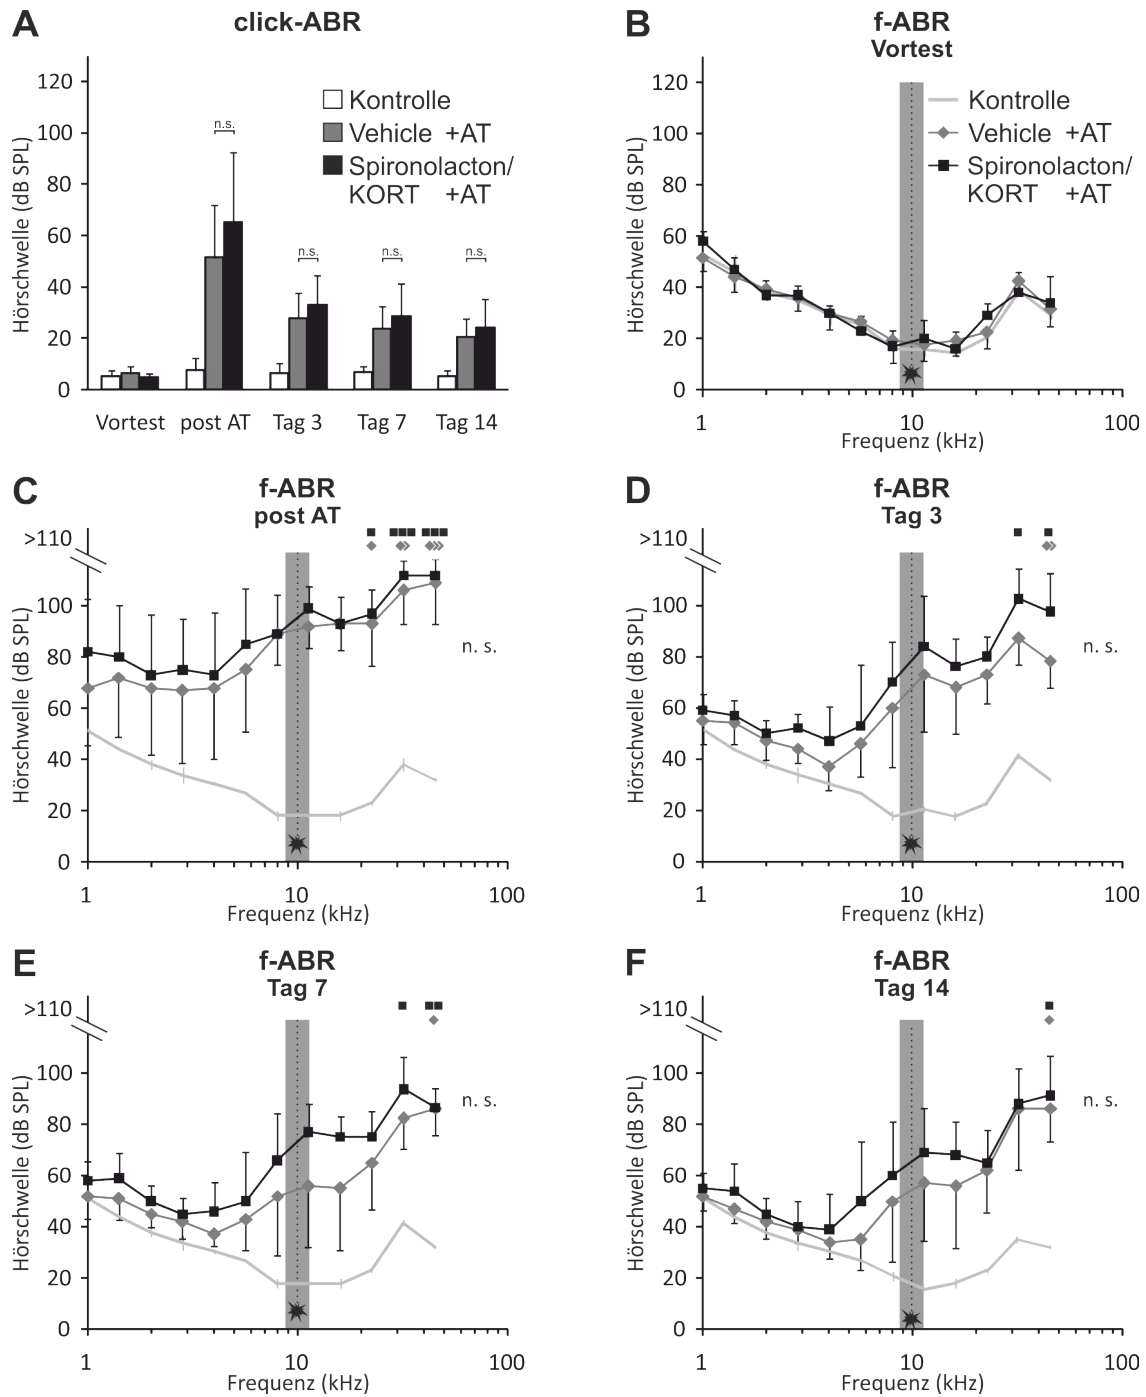 A
click-ABR
Hörschwelle (dB SPL)
120
100
80
60
40
20
0
Kontrolle
Vehicle +AT
Spironolacton/
KORT +AT
n.s.
n.s.
n.s.
n.s.
Vortest post AT Tag 3 Tag 7 Tag 14
B
f-ABR
Vortest
Hörschwelle (dB SPL)
120
100
80
60
40
20
0
Kontrolle
Vehicle +AT
Spironolacton/
KORT +AT
1 10 100
Frequenz (kHz)
C
f-ABR
post AT
Hörschwelle (dB SPL)
>110
100
80
60
40
20
0
n. s.
1 10 100
Frequenz (kHz)
D
f-ABR
Tag 3
Hörschwelle (dB SPL)
>110
100
80
60
40
20
0
n. s.
1 10 100
Frequenz (kHz)
E
f-ABR
Tag 7
Hörschwelle (dB SPL)
>110
100
80
60
40
20
0
n. s.
1 10 100
Frequenz (kHz)
F
f-ABR
Tag 14
Hörschwelle (dB SPL)
>110
100
80
60
40
20
0
n. s.
1 10 100
Frequenz (kHz)